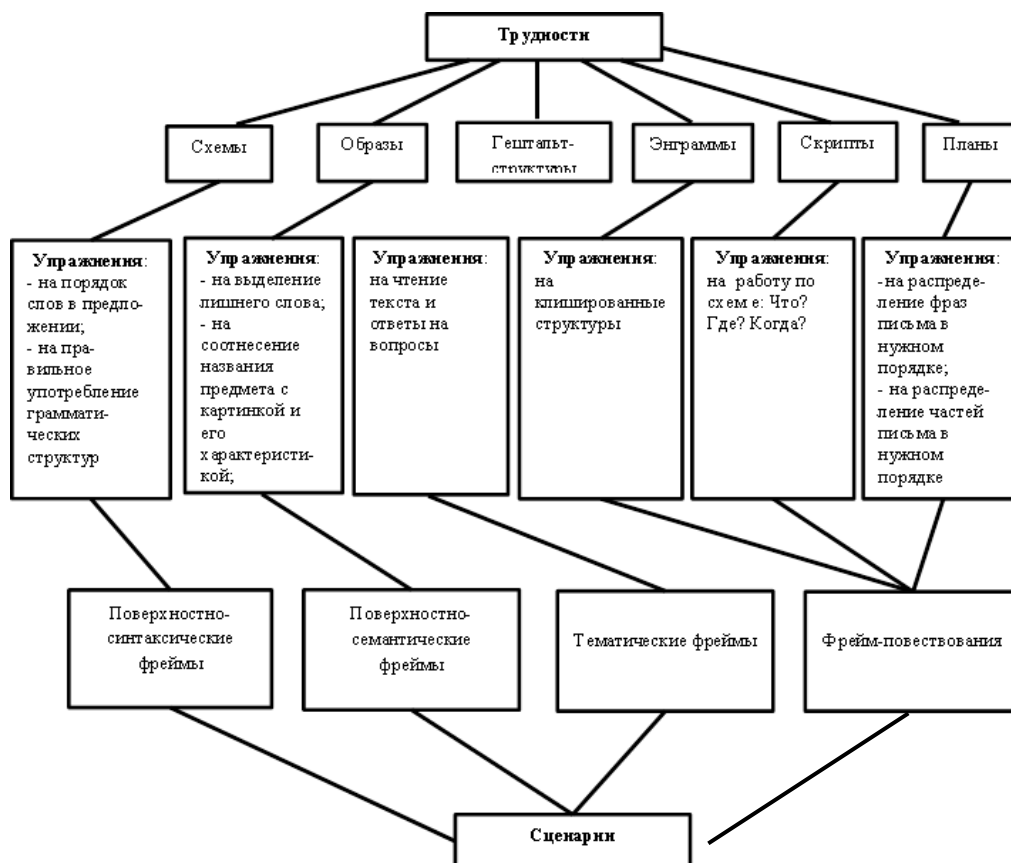 Трудности
Схемы
Образы
Гештальт-
структуры
Энграммы
Скрипты
Планы
Упражнения:
- на порядок
слов в предло-
жении;
- на пра-
вильное
употребление
граммати-
ческих
структур
Упражнения:
- на выделение
лишнего слова;
- на
соотнесение
названия
предмета с
картинкой и
его
характеристи-
кой;
Упражнения:
на чтение
текста и
ответы на
вопросы
Упражнения:
на
клишированные
структуры
Упражнения:
на работу по
схеме: Что?
Где? Когда?
Упражнения:
-на распреде-
ление фраз
письма в
нужном
порядке;
- на распреде-
ление частей
письма в
нужном
порядке
Поверхностно-
синтаксические
фреймы
Поверхностно-
семантические
фреймы
Тематические фреймы
Фрейм-повествования
Сценарии